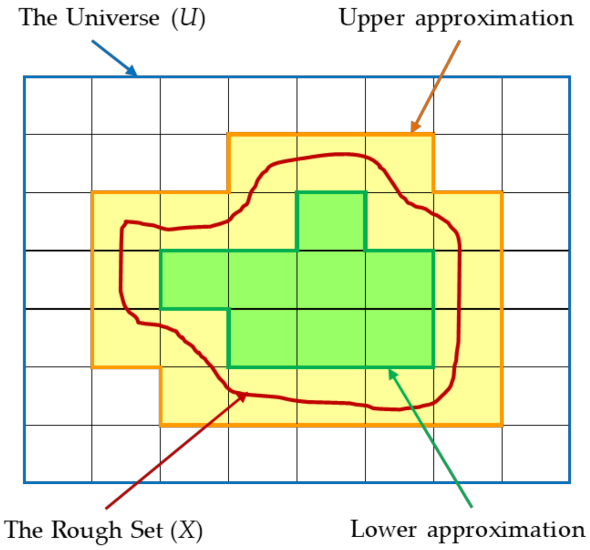 The Universe (U)
Upper approximation
The Rough Set (X)
Lower approximation